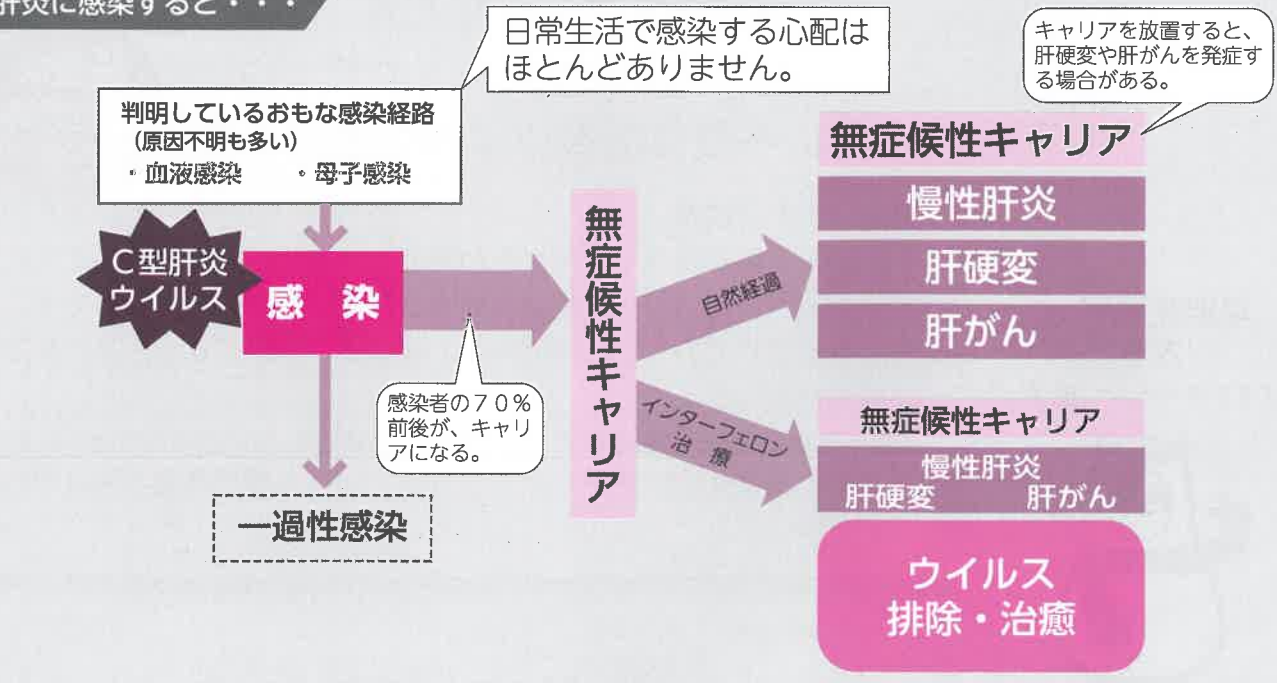 肝炎に感染すると・・・
日常生活で感染する心配は
ほとんどありません。
キャリアを放置すると、
肝硬変や肝がんを発症す
る場合がある。
判明しているおもな感染経路
(原因不明も多い)
・血液感染　・母子感染
C型肝炎
ウイルス
感 染
感染者の70%
前後が、キャリ
アになる。
一過性感染
無症候性キャリア
自然経過
インターフェロン
治 療
無症候性キャリア
慢性肝炎
肝硬変
肝がん
無症候性キャリア
慢性肝炎
肝硬変　肝がん
ウイルス
排除・治癒